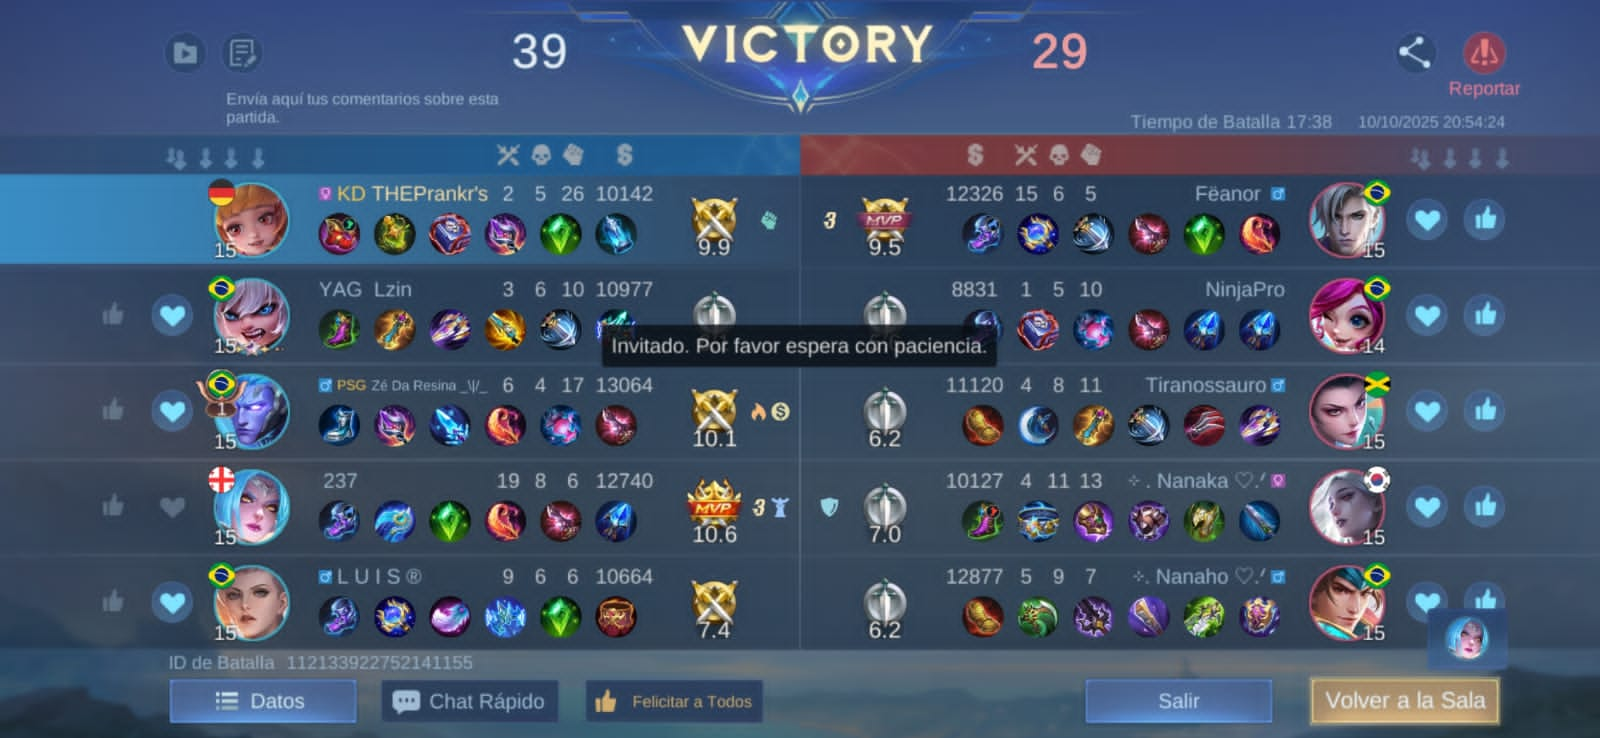 39
VICTORY
29
Reportar
Envía aquí tus comentarios sobre esta
partida.
Tiempo de Batalla 17:38
10/10/2025 20:54:24
KD THEPrankr's 2 5 26 10142
15
9.9
3
MVP
9.5
12326 15 6 5 Fëanor
15
YAG Lzin 3 6 10 10977
15
8831 1 5 10 NinjaPro
14
Invitado. Por favor espera con paciencia.
PSG Zé Da Resina _\|/_ 6 4 17 13064
1
15
10.1
6.2
11120 4 8 11 Tiranossauro
15
237 19 8 6 12740
15
MVP
10.6
3
7.0
10127 4 11 13 ⊹ . Nanaka ♡.ᐟ
15
L U I S ® 9 6 6 10664
15
7.4
6.2
12877 5 9 7 ⊹. Nanaho ♡.ᐟ
15
ID de Batalla 112133922752141155
Datos
Chat Rápido
Felicitar a Todos
Salir
Volver a la Sala